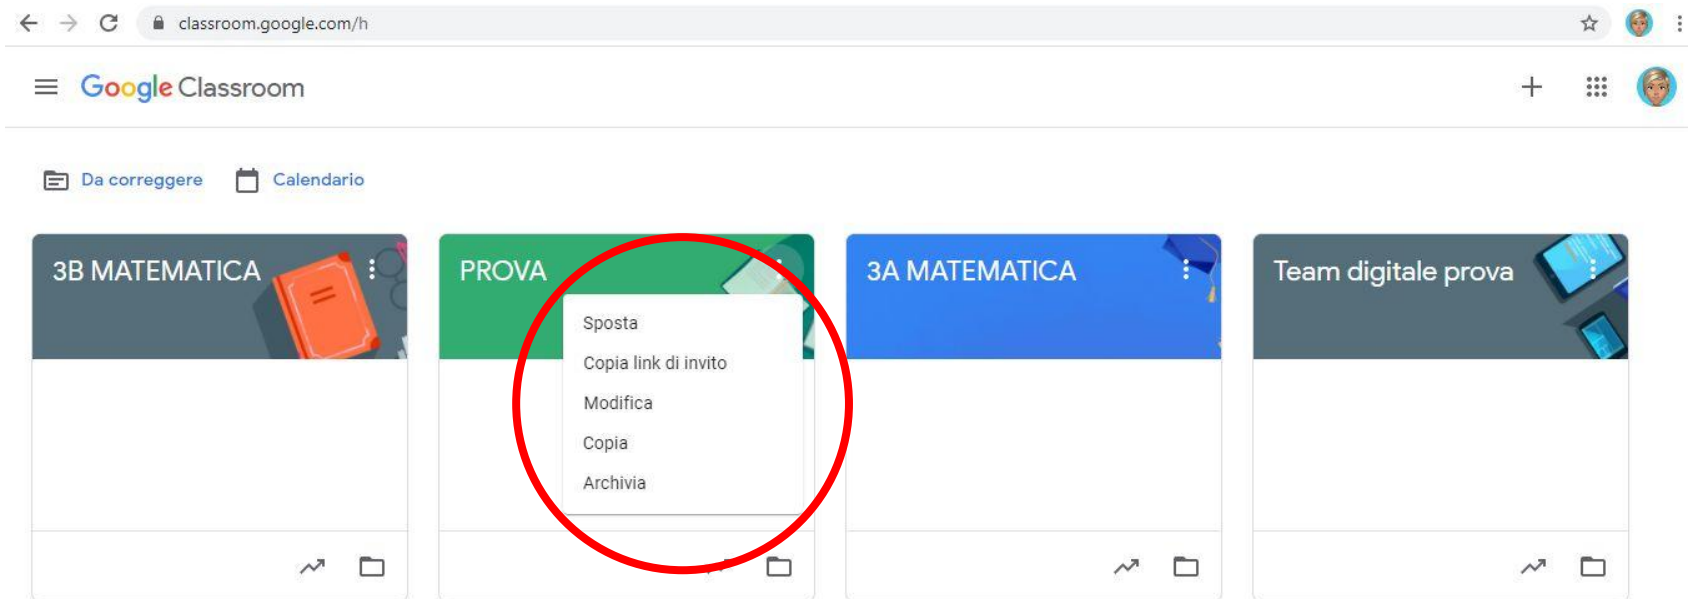 classroom.google.com/h
Google Classroom
Da correggere
Calendario
3B MATEMATICA
PROVA
Sposta
Copia link di invito
Modifica
Copia
Archivia
3A MATEMATICA
Team digitale prova